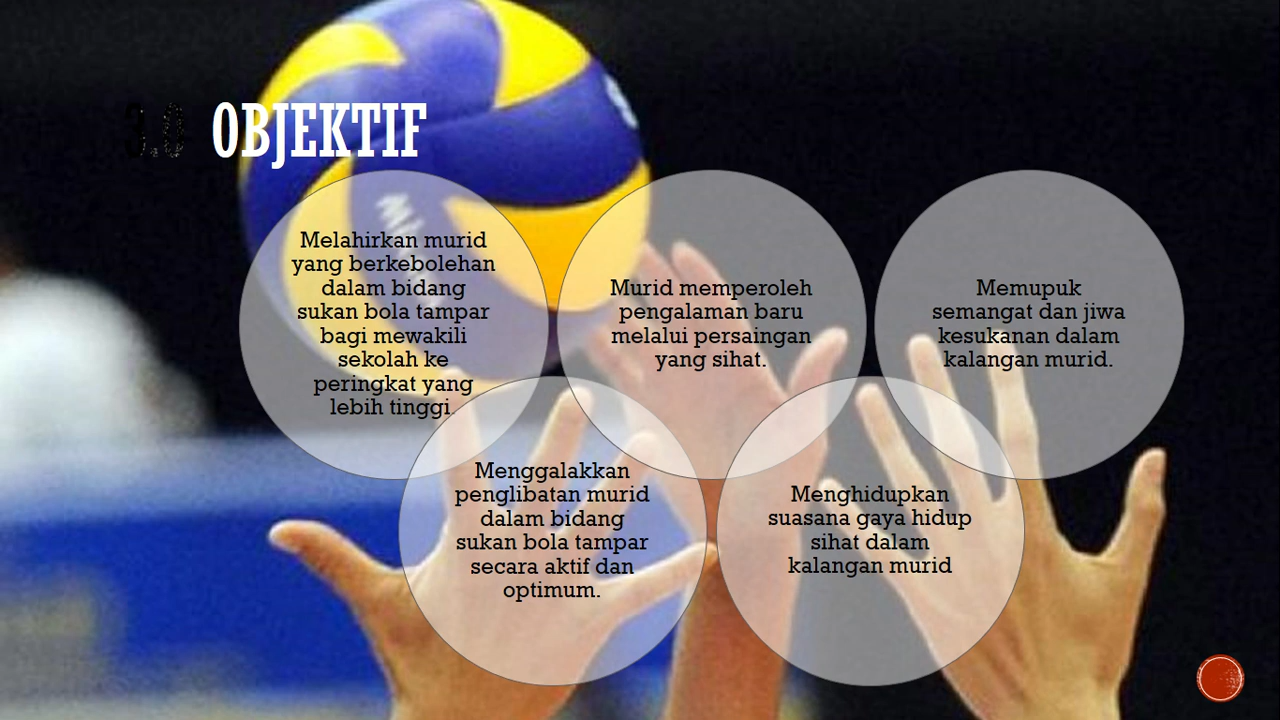 3.0 OBJEKTIF
Melahirkan murid
yang berkebolehan
dalam bidang
sukan bola tampar
bagi mewakili
sekolah ke
peringkat yang
lebih tinggi.
Murid memperoleh
pengalaman baru
melalui persaingan
yang sihat.
Memupuk
semangat dan jiwa
kesukanan dalam
kalangan murid.
Menggalakkan
penglibatan murid
dalam bidang
sukan bola tampar
secara aktif dan
optimum.
Menghidupkan
suasana gaya hidup
sihat dalam
kalangan murid